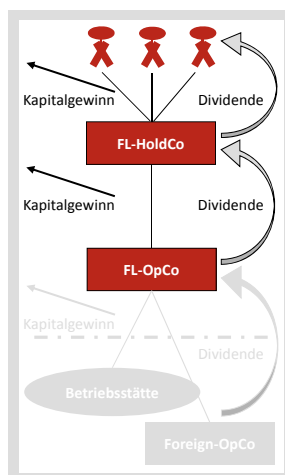 Kapitalgewinn
Dividende
FL-HoldCo
Kapitalgewinn
Dividende
FL-OpCo
Kapitalgewinn
Dividende
Betriebsstätte
Foreign-OpCo